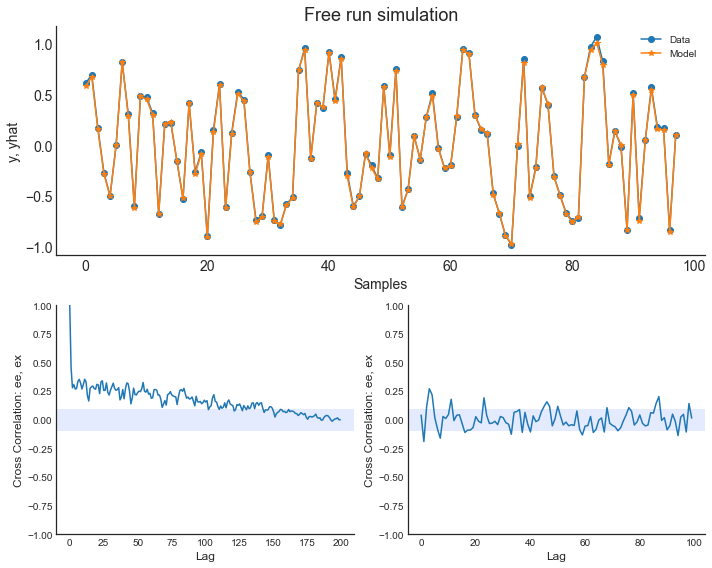 Free run simulation
y, yhat
1.0
0.5
0.0
−0.5
−1.0
Data
Model
0 20 40 60 80 100
Samples
Cross Correlation: ee, ex
1.00
0.75
0.50
0.25
0.00
−0.25
−0.50
−0.75
−1.00
0 25 50 75 100 125 150 175 200
Lag
Cross Correlation: ee, ex
1.00
0.75
0.50
0.25
0.00
−0.25
−0.50
−0.75
−1.00
0 20 40 60 80 100
Lag